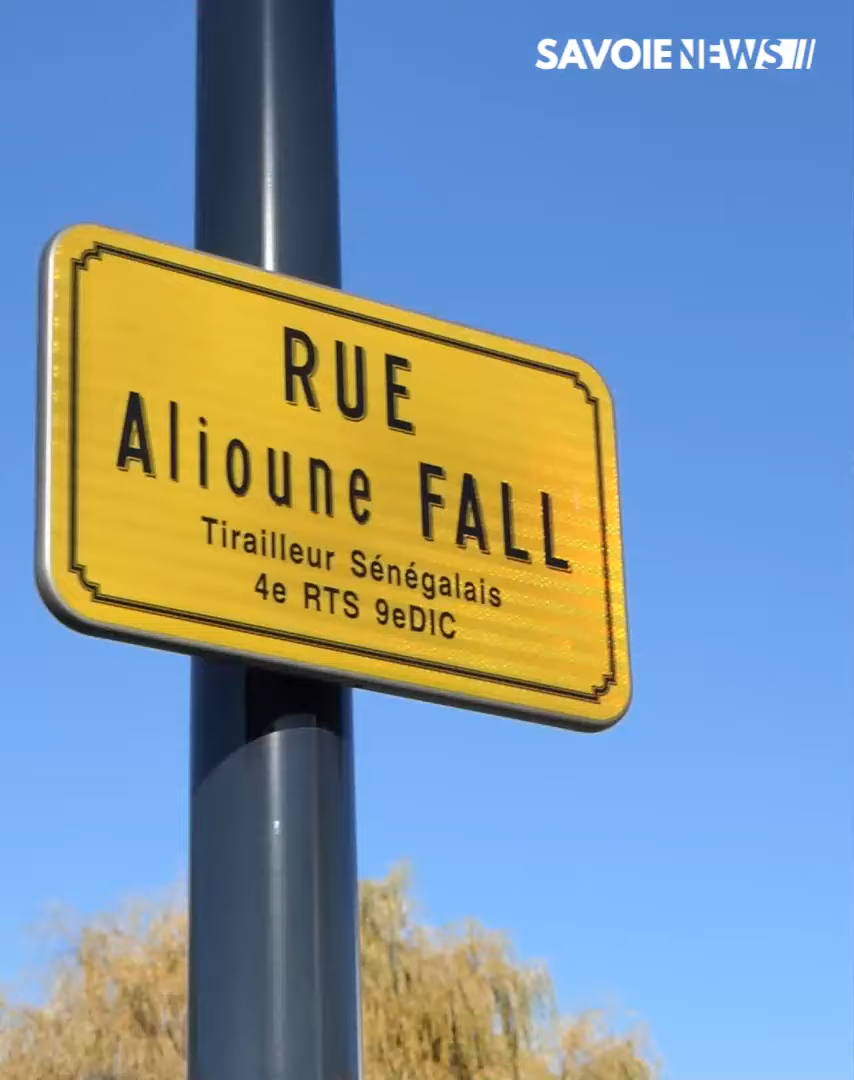 SAVOIE NEWS
RUE
Alioune FALL
Tirailleur Sénégalais
4e RTS 9eDIC